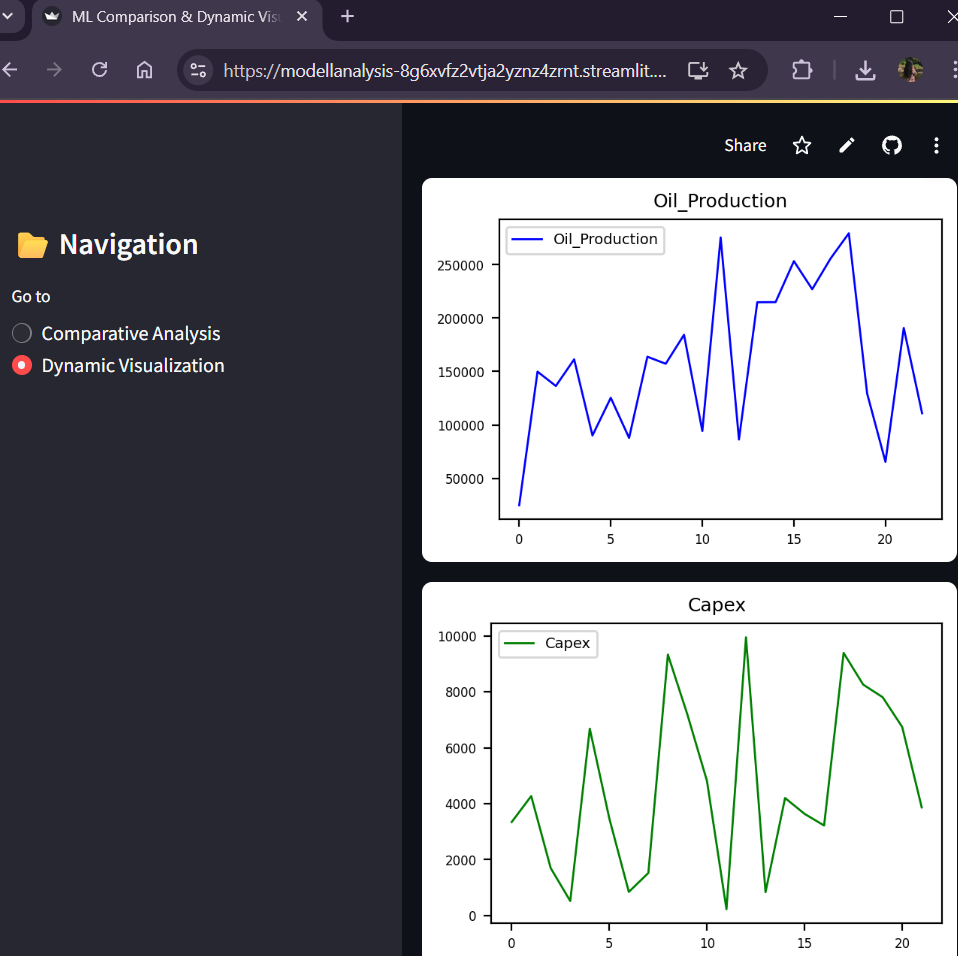 ML Comparison & Dynamic Vis
https://modellanalysis-8g6xvfz2vtja2yznz4zrnt.streamlit....
Share
Navigation
Go to
Comparative Analysis
Dynamic Visualization
Oil_Production
Oil_Production
250000
200000
150000
100000
50000
0 5 10 15 20
Capex
Capex
10000
8000
6000
4000
2000
0
0 5 10 15 20